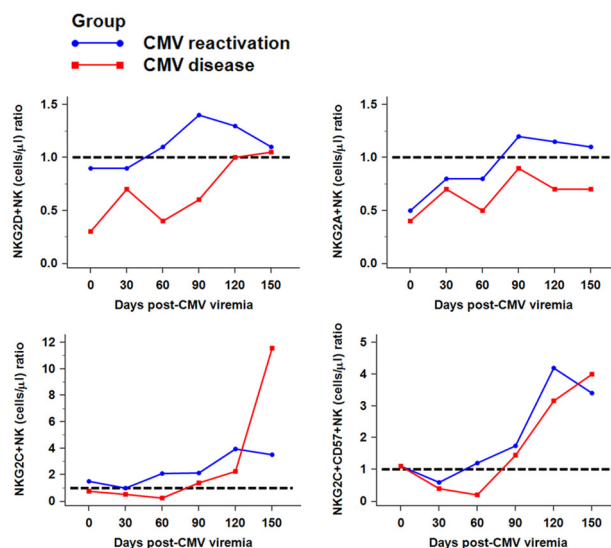 Group
CMV reactivation
CMV disease
NKG2D+NK (cells/µl) ratio
1.5
1.0
0.5
0.0
0 30 60 90 120 150
Days post-CMV viremia
NKG2A+NK (cells/µl) ratio
1.5
1.0
0.5
0.0
0 30 60 90 120 150
Days post-CMV viremia
NKG2C+NK (cells/µl) ratio
12
10
8
6
4
2
1
0
0 30 60 90 120 150
Days post-CMV viremia
NKG2C+CD57+NK (cells/µl) ratio
5
4
3
2
1
0
0 30 60 90 120 150
Days post-CMV viremia